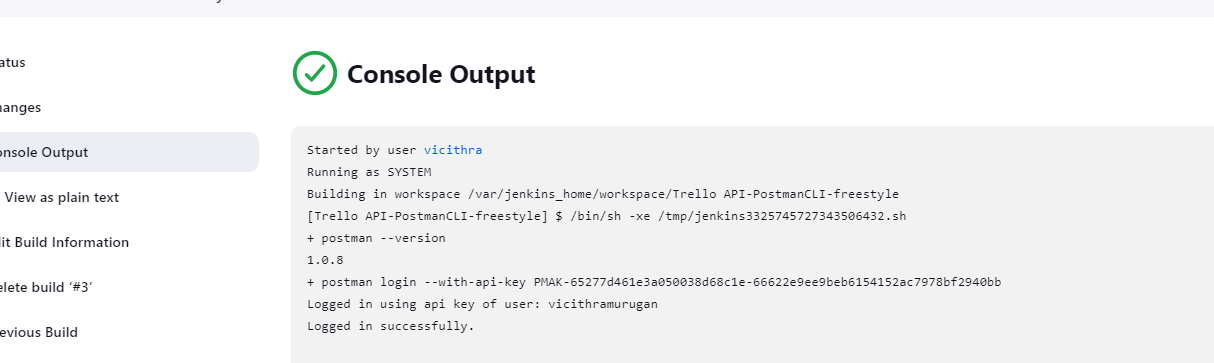 atus
hanges
onsole Output
View as plain text
dit Build Information
elete build ‘#3’
evious Build
Console Output
Started by user vicithra
Running as SYSTEM
Building in workspace /var/jenkins_home/workspace/Trello API-PostmanCLI-freestyle
[Trello API-PostmanCLI-freestyle] $ /bin/sh -xe /tmp/jenkins3325745727343506432.sh
+ postman --version
1.0.8
+ postman login --with-api-key PMAK-65277d461e3a050038d68c1e-66622e9ee9beb6154152ac7978bf2940bb
Logged in using api key of user: vicithramurugan
Logged in successfully.